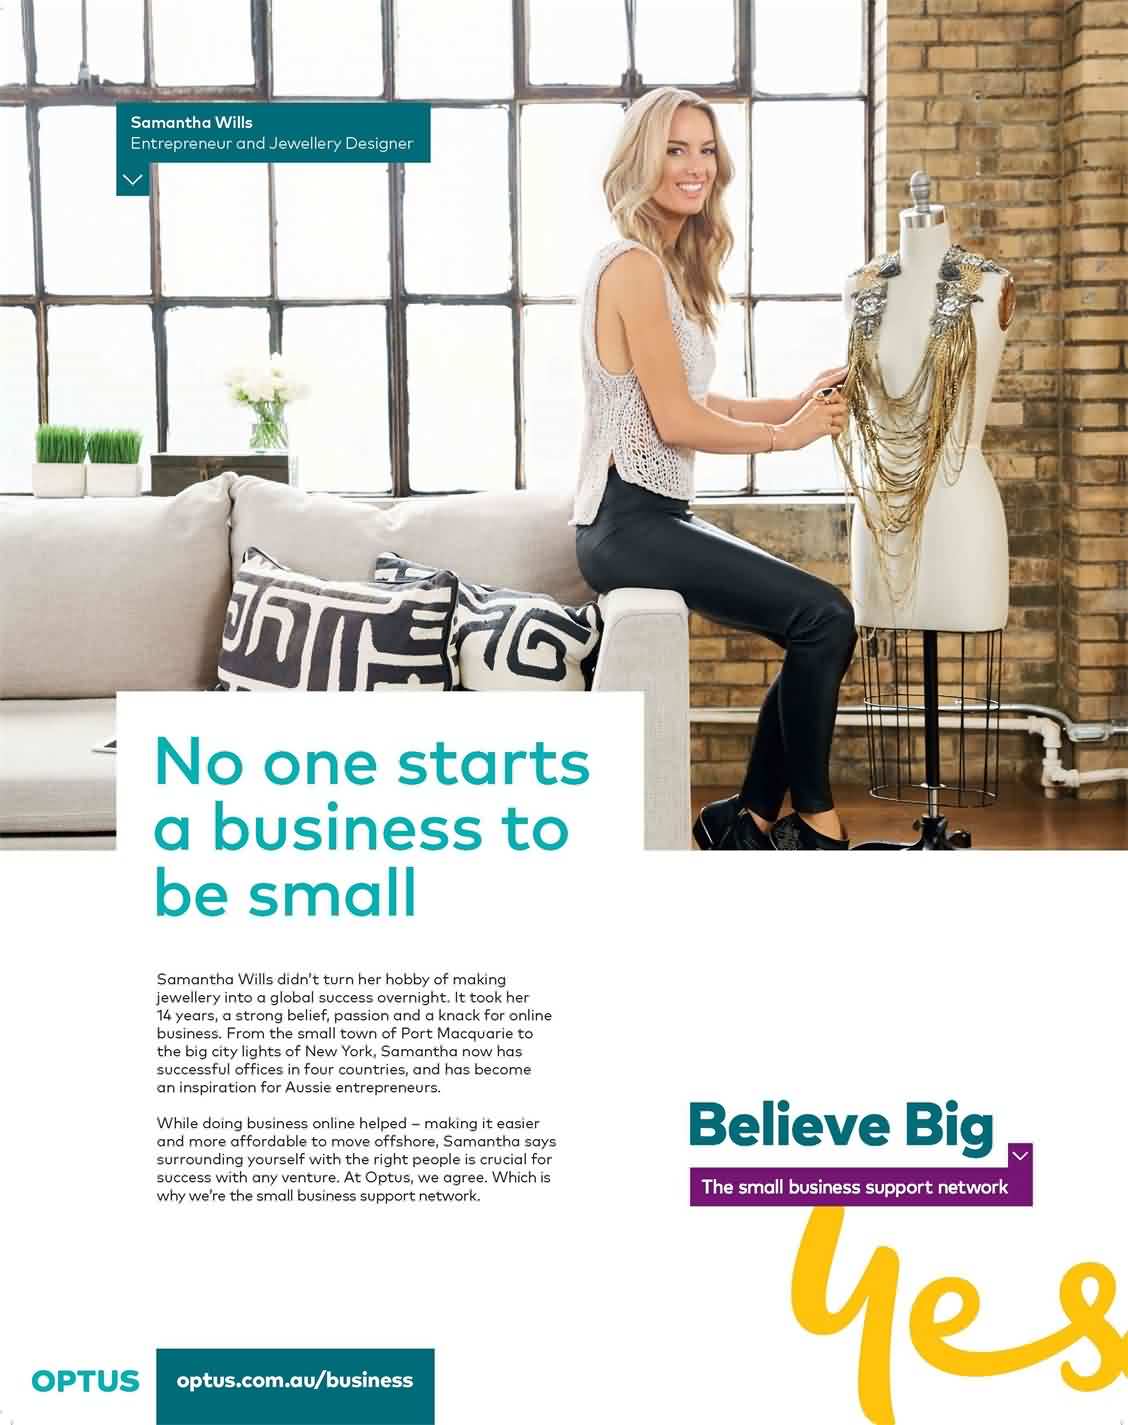 Samantha Wills
Entrepreneur and Jewellery Designer
No one starts
a business to
be small
Samantha Wills didn't turn her hobby of making
jewellery into a global success overnight. It took her
14 years, a strong belief, passion and a knack for online
business. From the small town of Port Macquarie to
the big city lights of New York, Samantha now has
successful offices in four countries, and has become
an inspiration for Aussie entrepreneurs.
While doing business online helped – making it easier
and more affordable to move offshore, Samantha says
surrounding yourself with the right people is crucial for
success with any venture. At Optus, we agree. Which is
why we're the small business support network.
Believe Big
The small business support network
yes
OPTUS
optus.com.au/business